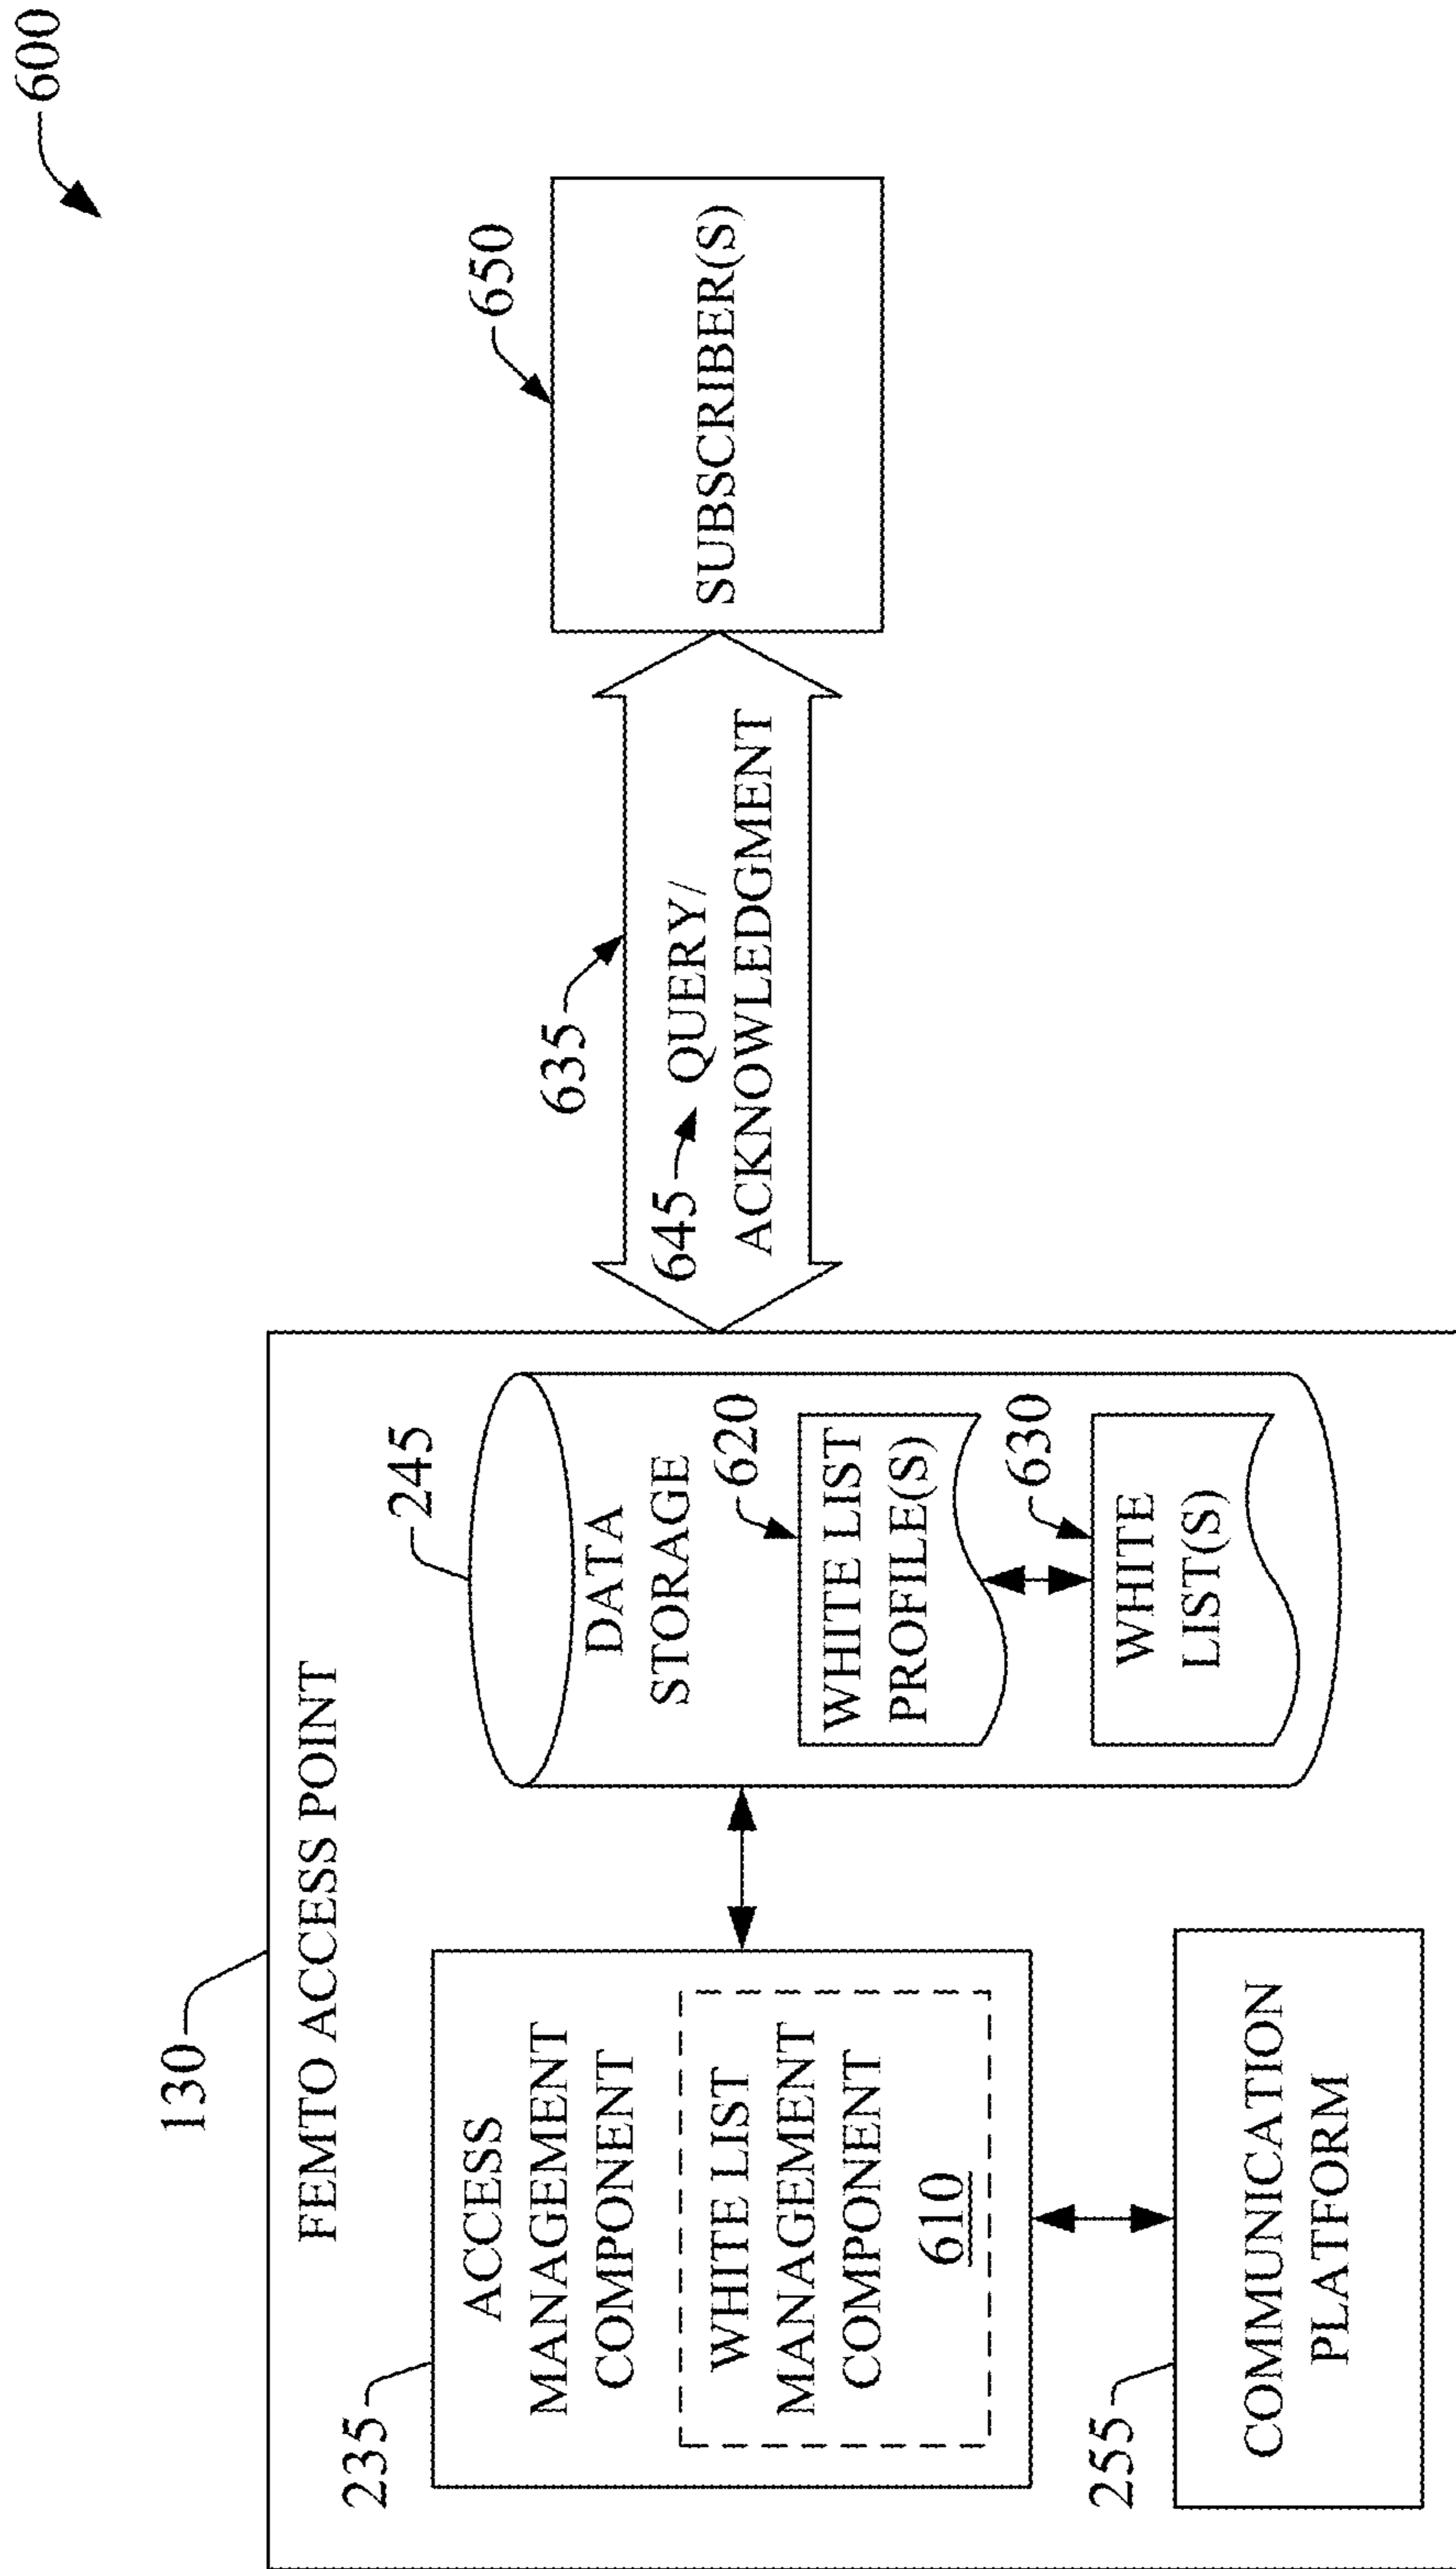 600
130
FEMTO ACCESS POINT
235
ACCESS
MANAGEMENT
COMPONENT
WHITE LIST
MANAGEMENT
COMPONENT
610
255
COMMUNICATION
PLATFORM
245
DATA
STORAGE
620
WHITE LIST
PROFILE(S)
630
WHITE
LIST(S)
635
645 QUERY/
ACKNOWLEDGMENT
650
SUBSCRIBER(S)